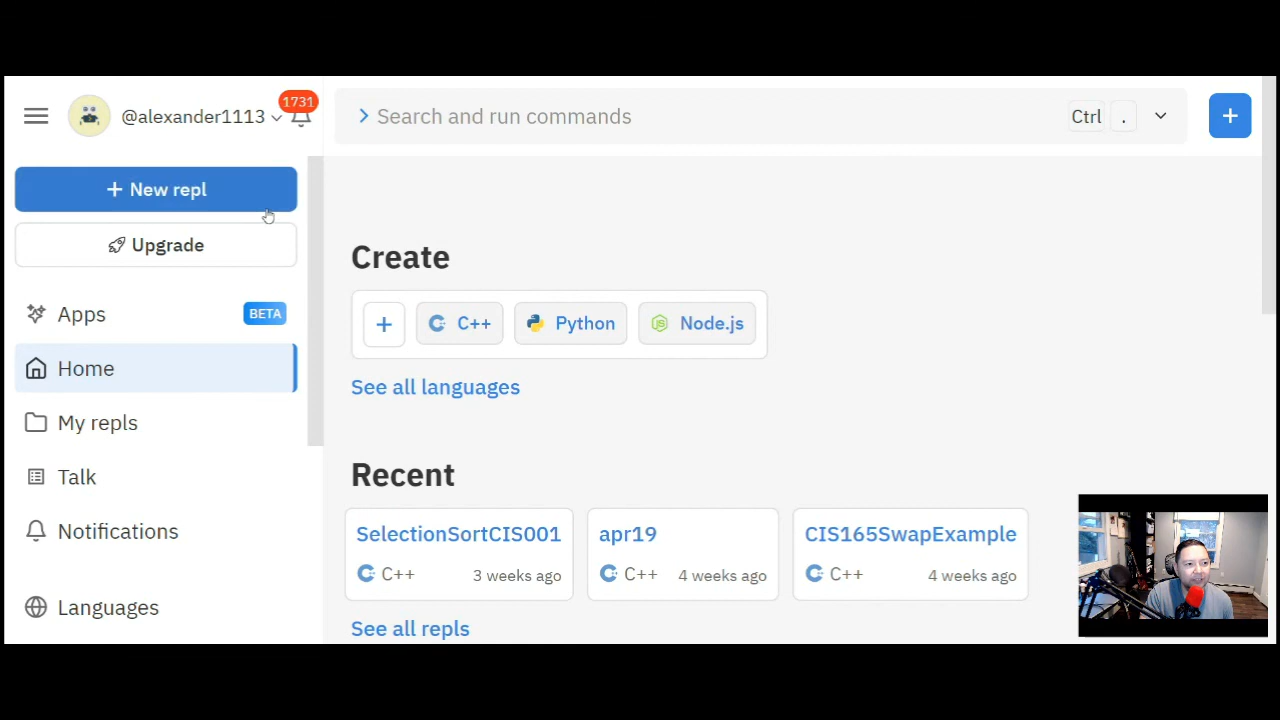 @alexander1113
1731
Search and run commands
Ctrl .
+ New repl
Upgrade
Apps
BETA
Home
My repls
Talk
Notifications
Languages
Create
+
C++
Python
Node.js
See all languages
Recent
SelectionSortCIS001
C++ 3 weeks ago
apr19
C++ 4 weeks ago
CIS165SwapExample
C++ 4 weeks ago
See all repls